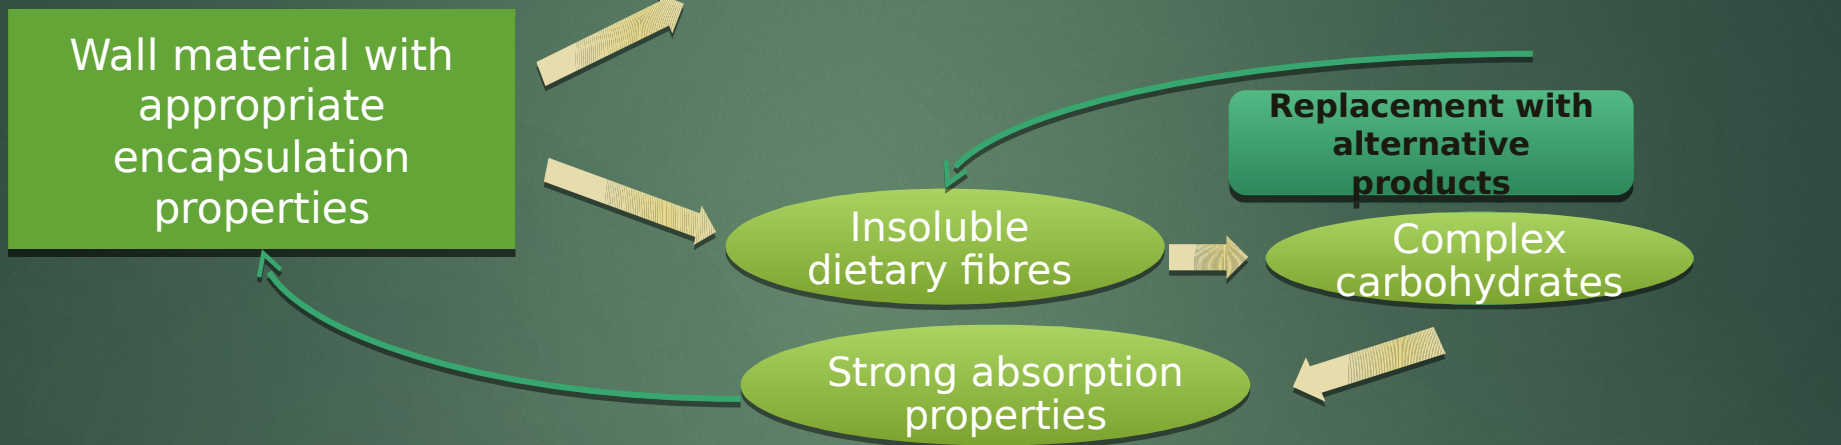 Wall material with
appropriate
encapsulation
properties
Replacement with
alternative
products
Insoluble
dietary fibres
Complex
carbohydrates
Strong absorption
properties